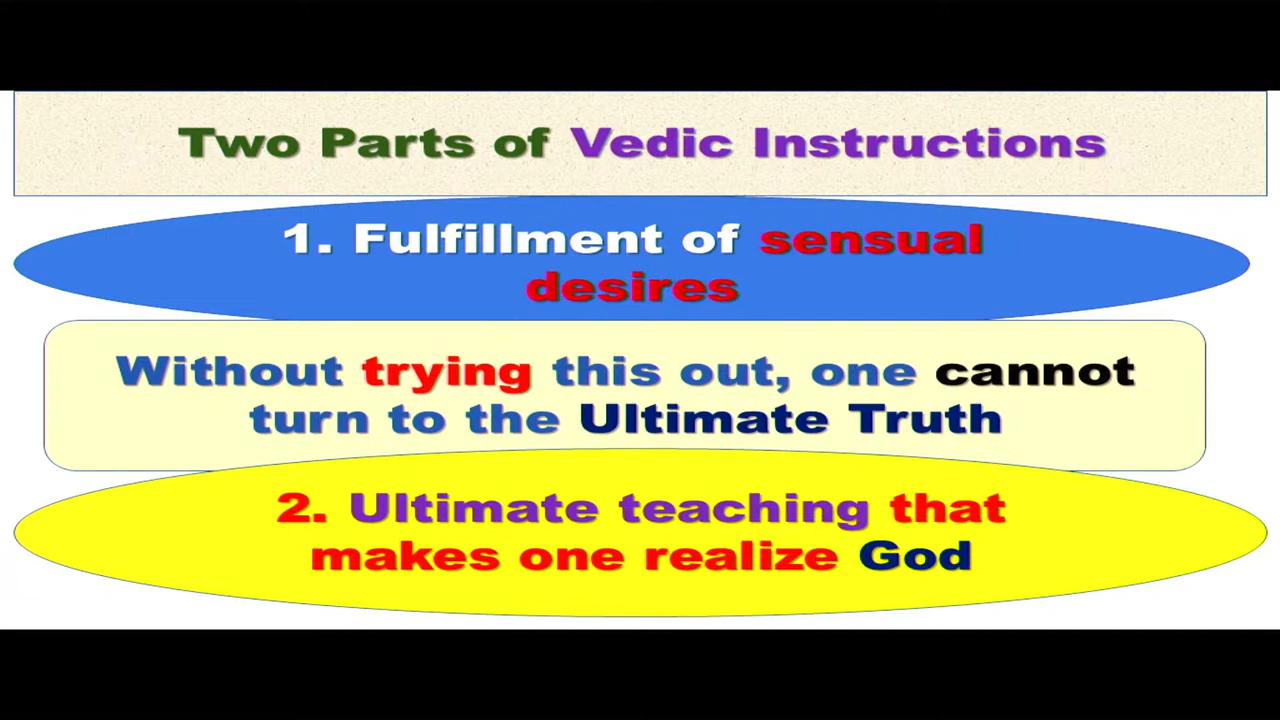 Two Parts of Vedic Instructions
1. Fulfillment of sensual
desires
Without trying this out, one cannot
turn to the Ultimate Truth
2. Ultimate teaching that
makes one realize God